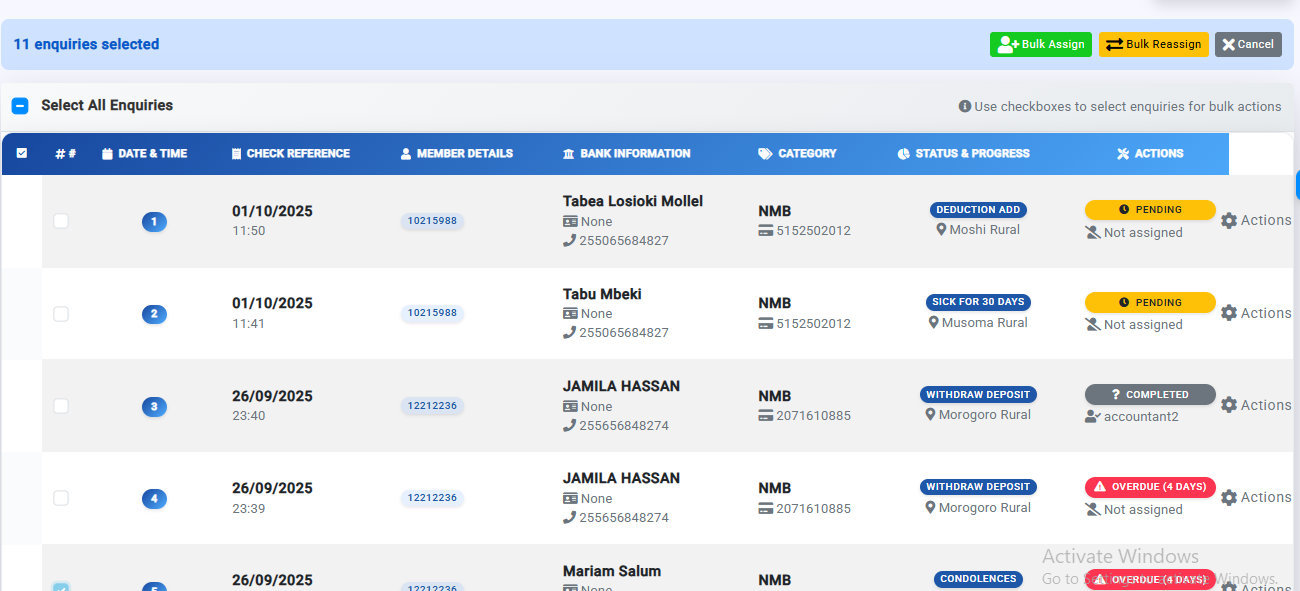 11 enquiries selected
Bulk Assign
Bulk Reassign
Cancel
Select All Enquiries
Use checkboxes to select enquiries for bulk actions
# #
DATE & TIME
CHECK REFERENCE
MEMBER DETAILS
BANK INFORMATION
CATEGORY
STATUS & PROGRESS
ACTIONS
1
01/10/2025
11:50
10215988
Tabea Losioki Mollel
None
255065684827
NMB
5152502012
DEDUCTION ADD
Moshi Rural
PENDING
Not assigned
Actions
2
01/10/2025
11:41
10215988
Tabu Mbeki
None
255065684827
NMB
5152502012
SICK FOR 30 DAYS
Musoma Rural
PENDING
Not assigned
Actions
3
26/09/2025
23:40
12212236
JAMILA HASSAN
None
255656848274
NMB
2071610885
WITHDRAW DEPOSIT
Morogoro Rural
? COMPLETED
accountant2
Actions
4
26/09/2025
23:39
12212236
JAMILA HASSAN
None
255656848274
NMB
2071610885
WITHDRAW DEPOSIT
Morogoro Rural
OVERDUE (4 DAYS)
Not assigned
Actions
5
26/09/2025
12212236
Mariam Salum
None
NMB
CONDOLENCES
OVERDUE (4 DAYS)
Actions
Activate Windows
Go to Windows.